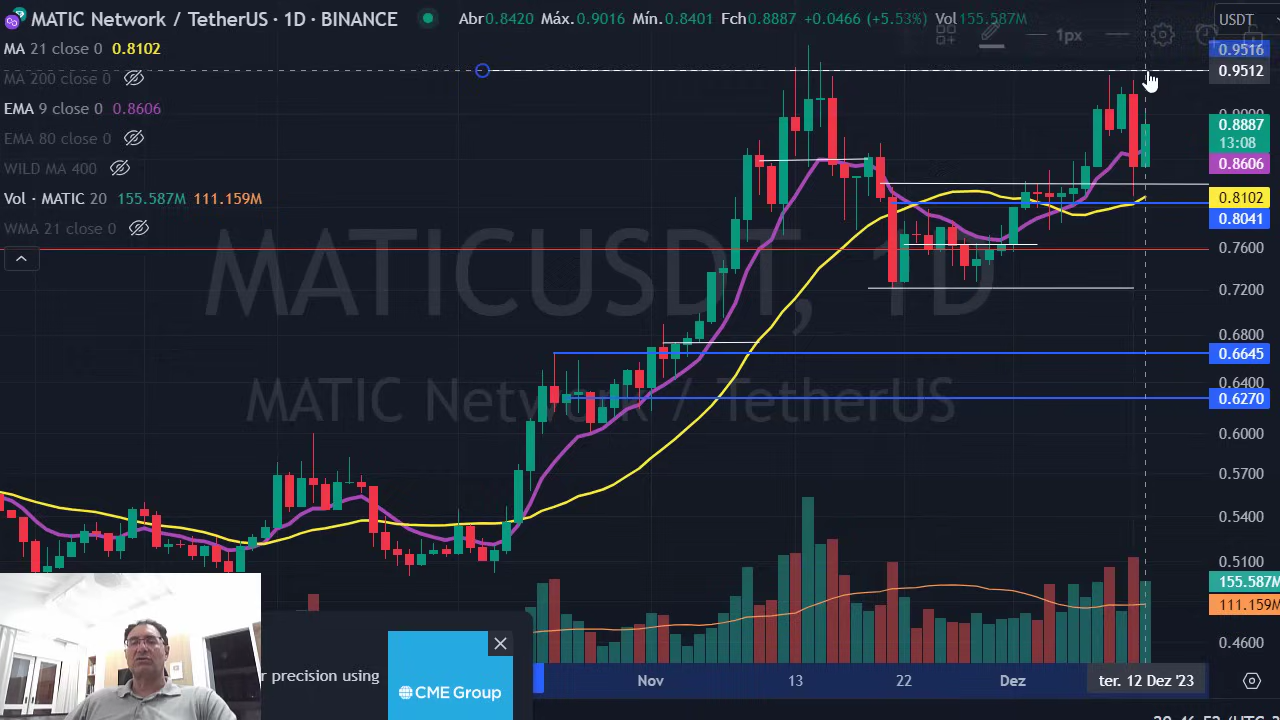 MATIC Network / TetherUS · 1D · BINANCE Abr0.8420 Máx.0.9016 Mín.0.8401 Fch0.8887 +0.0466 (+5.53%) Vol155.587M USDT
1px
MA 21 close 0 0.8102
0.9516
MA 200 close 0
0.9512
EMA 9 close 0 0.8606
0.8887
EMA 80 close 0
13:08
WILD MA 400
0.8606
Vol · MATIC 20 155.587M 111.159M
0.8102
WMA 21 close 0
0.8041
0.7600
MATICUSDT, 1D
0.7200
0.6800
0.6645
0.6400
MATIC Network / TetherUS
0.6270
0.6000
0.5700
0.5400
0.5100
155.587M
111.159M
0.4600
r precision using
CME Group
Nov 13 22 Dez ter. 12 Dez '23